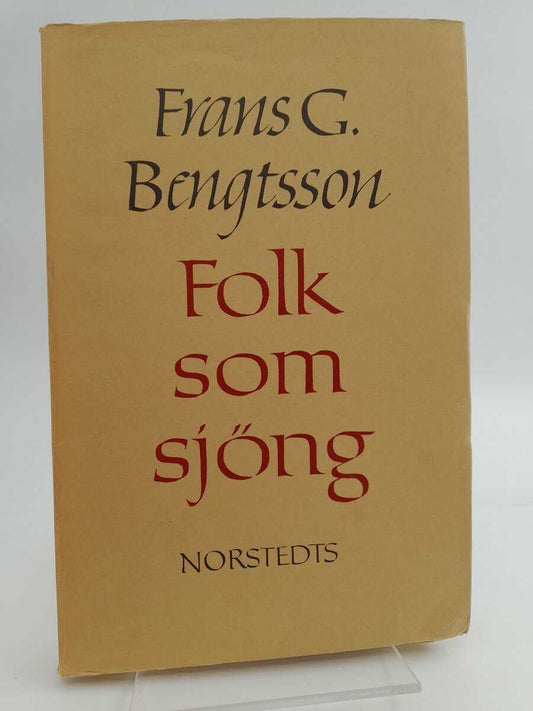 Frans G.
Bengtsson
Folk
som
sjöng
NORSTEDTS